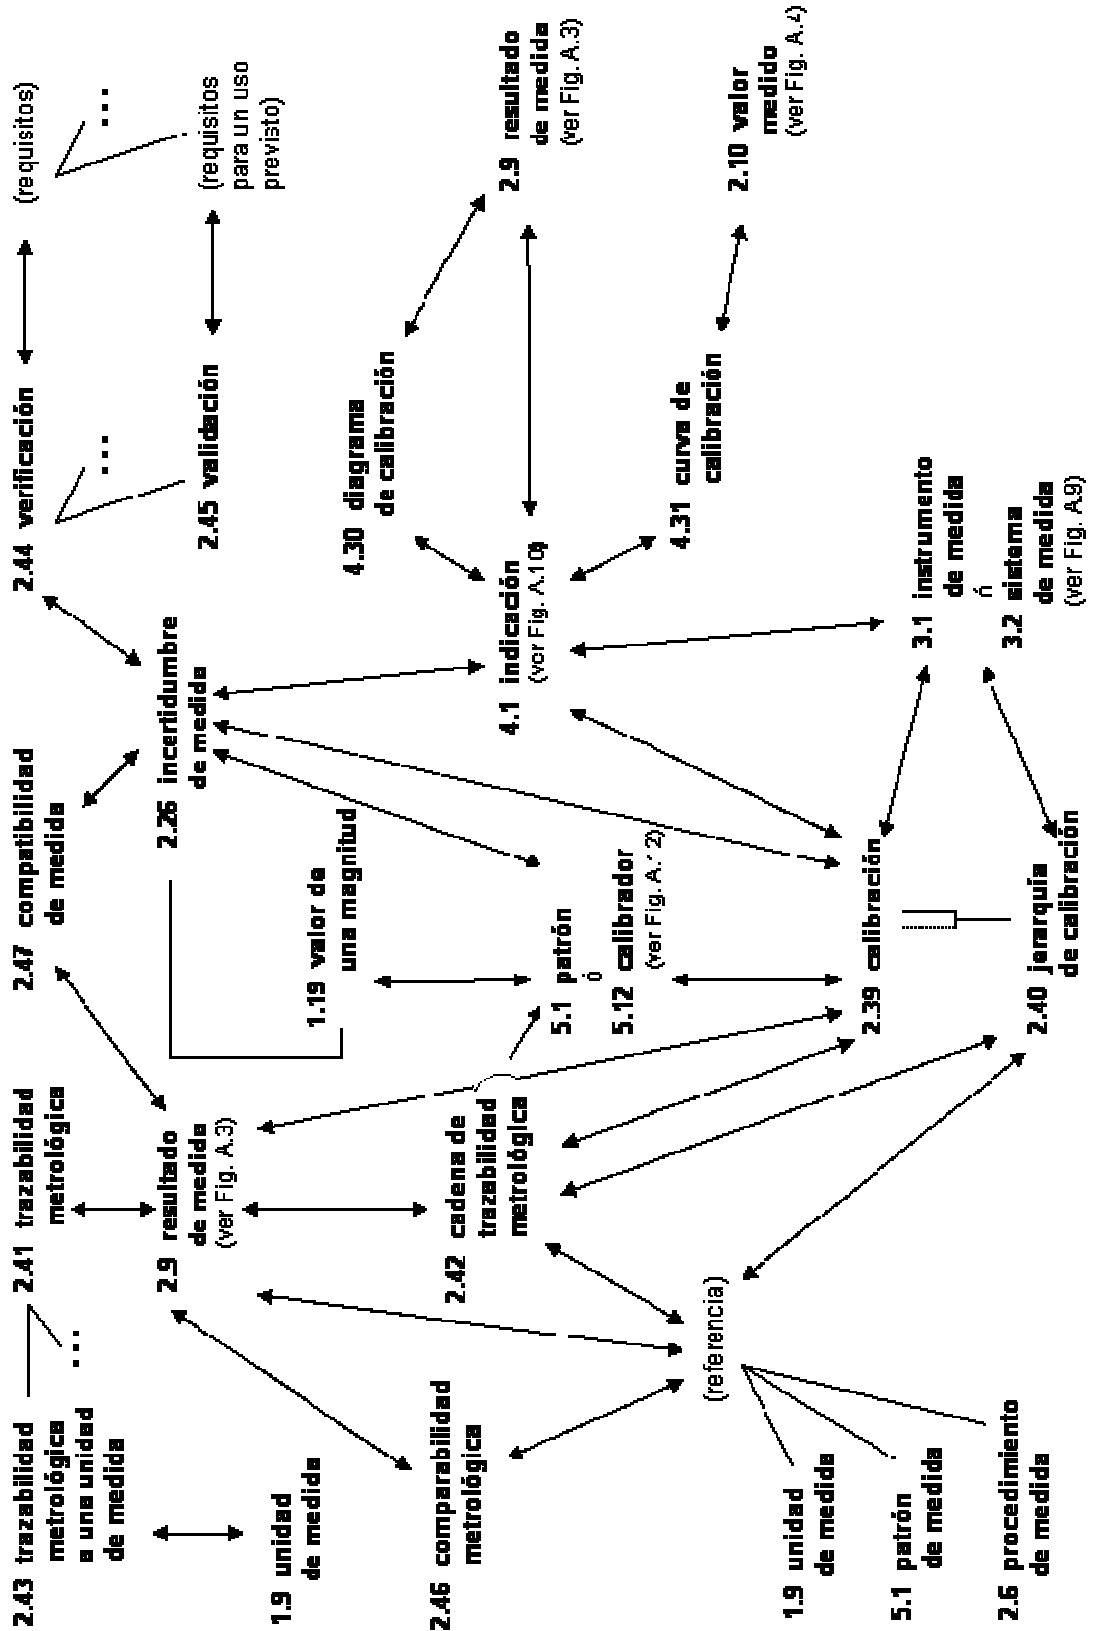 2.43 trazabilidad
metrológica
a una unidad
de medida
2.41 trazabilidad
metrológica
2.47 compatibilidad
de medida
2.44 verificación
(requisitos)
...
...
...
1.9 unidad
de medida
2.9 resultado
de medida
(ver Fig. A.3)
2.26 incertidumbre
de medida
2.45 validación
(requisitos
para un uso
previsto)
1.19 valor de
una magnitud
4.30 diagrama
de calibración
2.46 comparabilidad
metrológica
2.42 cadena de
trazabilidad
metrológica
5.1 patrón
ó
5.12 calibrador
4.1 indicación
(ver Fig. A.10)
2.9 resultado
de medida
(ver Fig. A.3)
(referencia)
4.31 curva de
calibración
2.10 valor
medido
(ver Fig. A.4)
1.9 unidad
de medida
5.1 patrón
de medida
2.6 procedimiento
de medida
2.39 calibración
2.40 jerarquía
de calibración
3.1 instrumento
de medida
ó
3.2 sistema
de medida
(ver Fig. A.9)